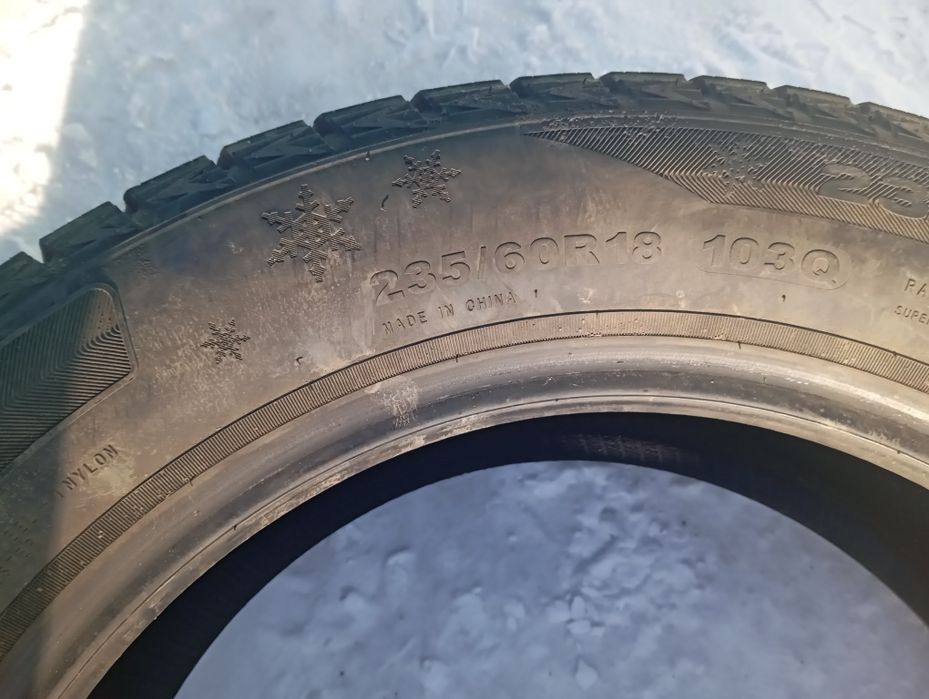 235/60R18 103Q
MADE IN CHINA
NYLON